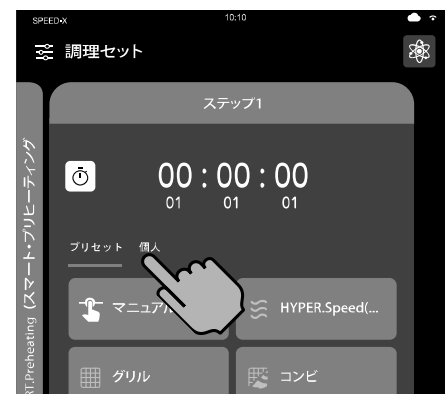 SPEED•X
10:10
調理セット
ステップ1
00 : 00 : 00
01 01 01
プリセット 個人
マニュアル
HYPER.Speed(...
グリル
コンビ
RT.Preheating (スマート・プリヒーティング